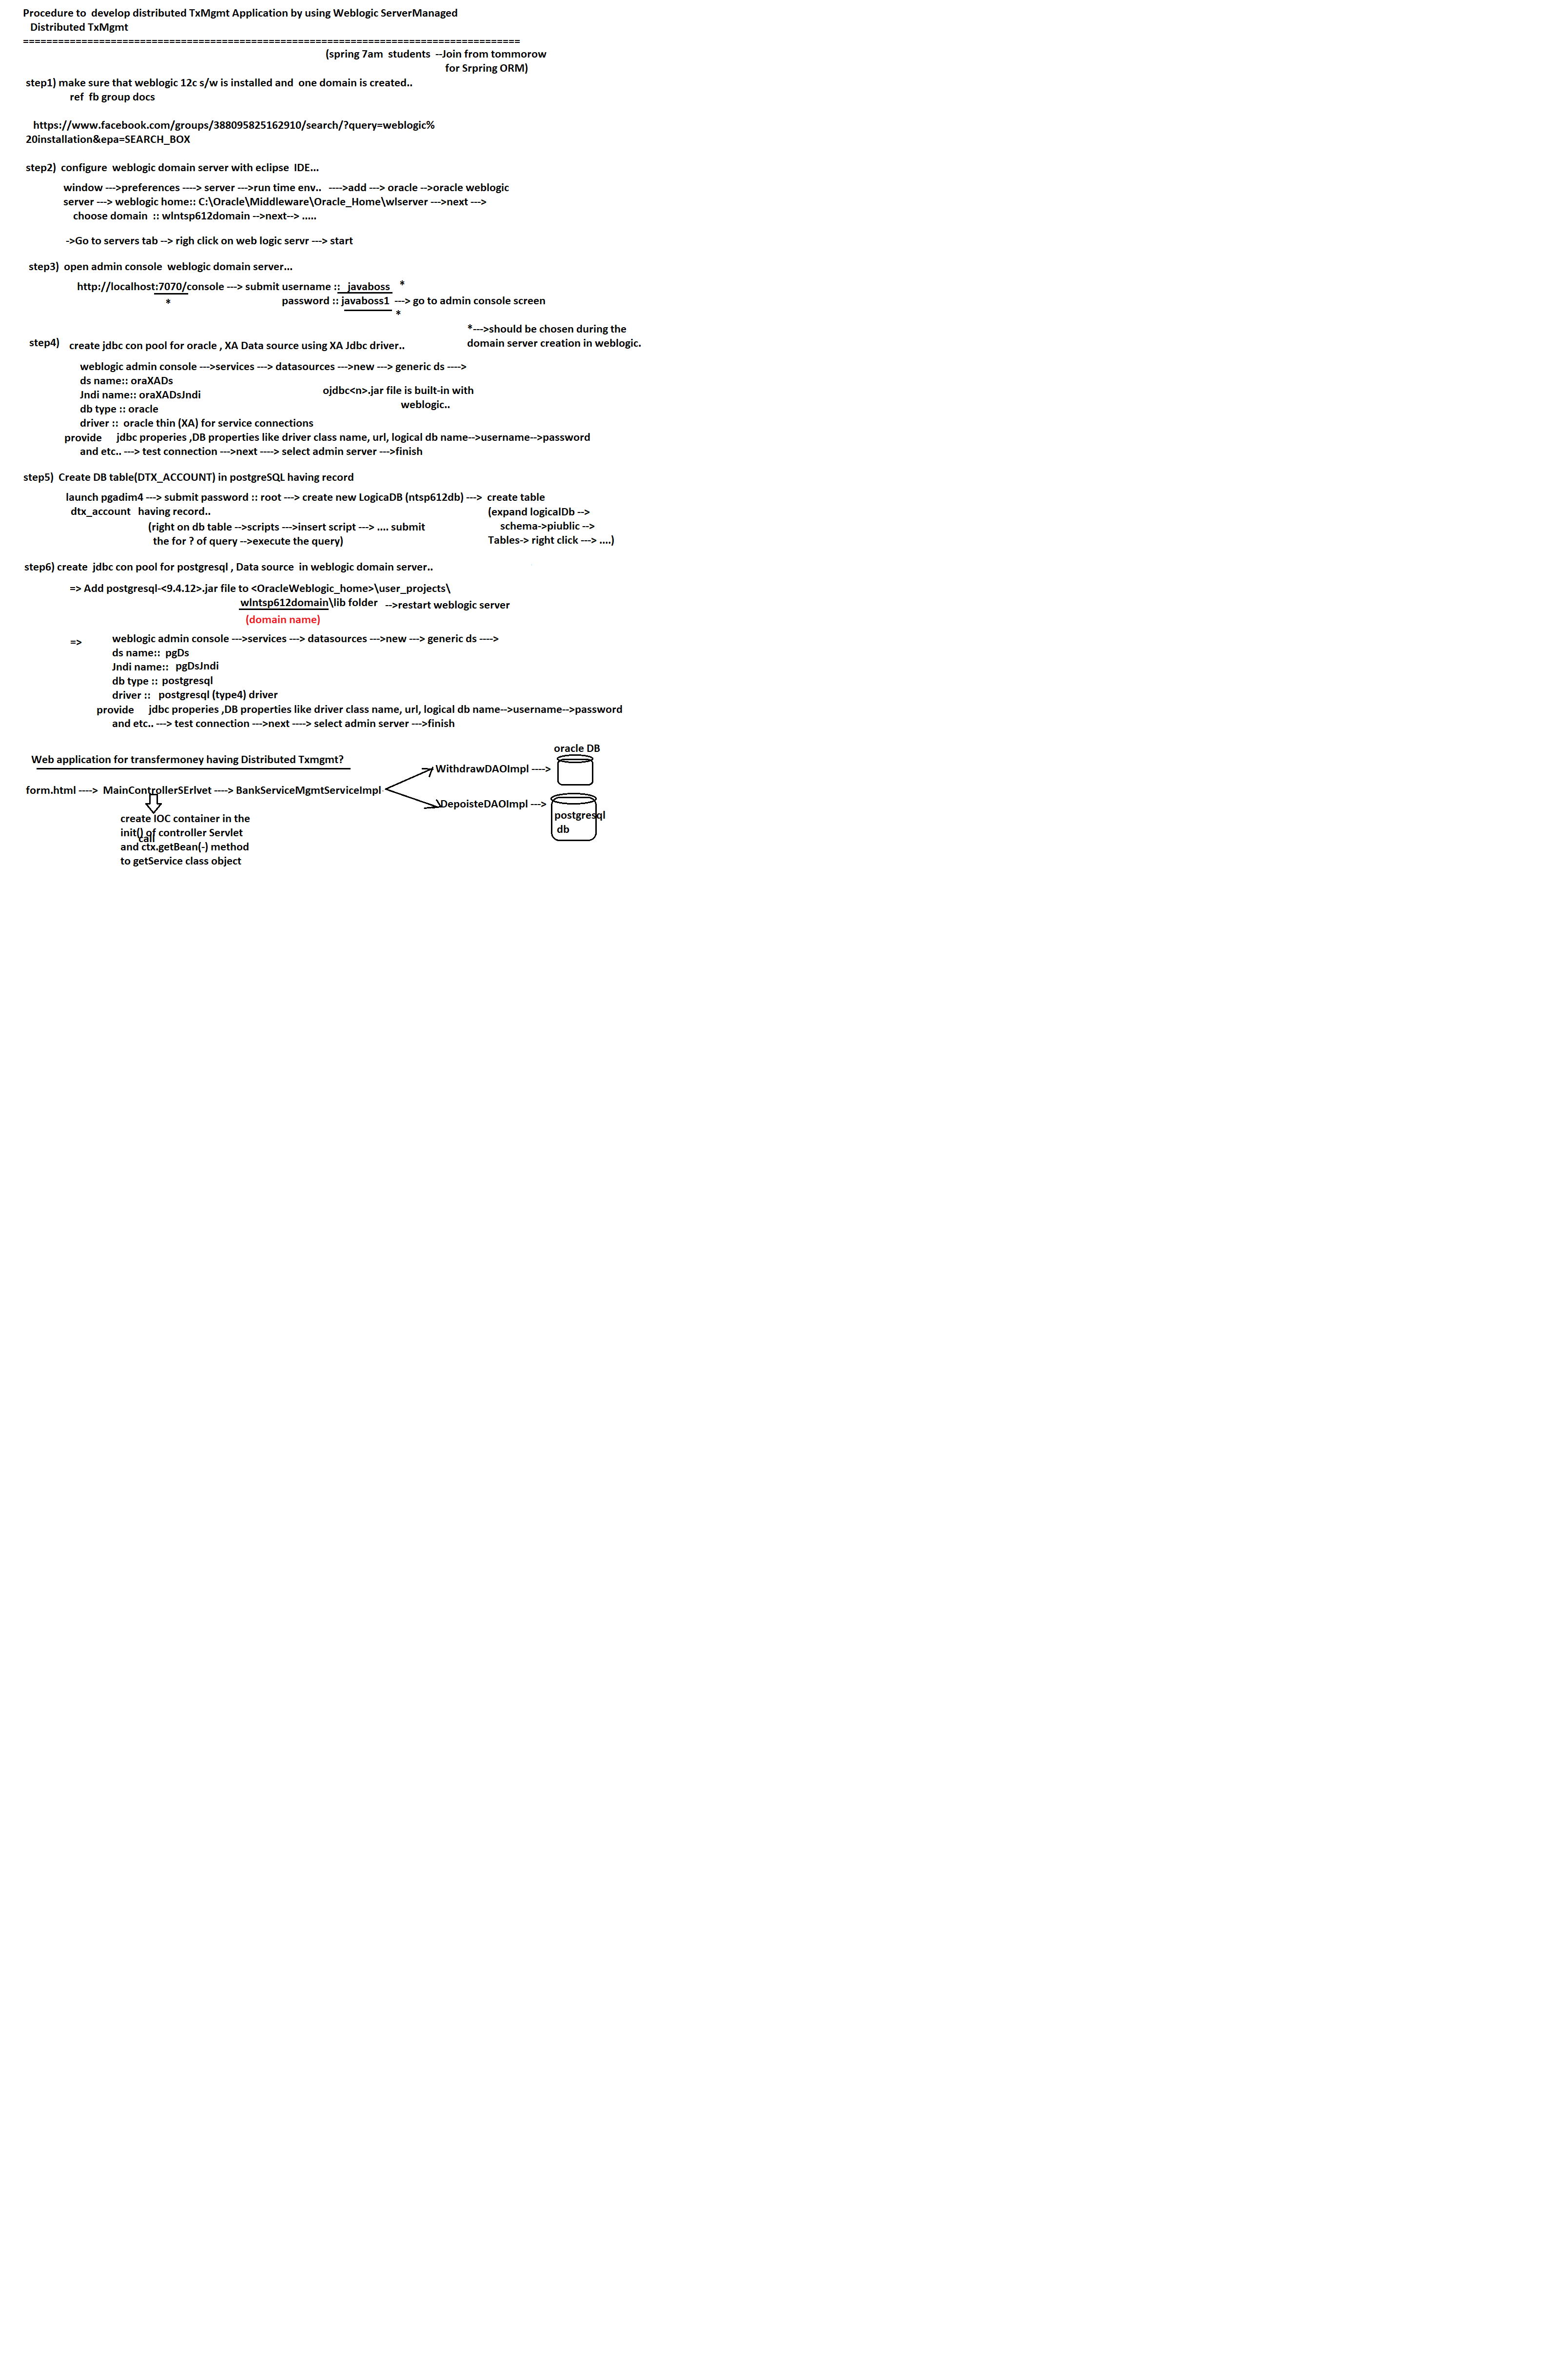 Procedure to  develop distributed TxMgmt Application by using Weblogic ServerManaged
Distributed TxMgmt
=====================================================================================
(spring 7am  students  --Join from tommorow
for Srpring ORM)
step1) make sure that weblogic 12c s/w is installed and  one domain is created..
ref  fb group docs
https://www.facebook.com/groups/388095825162910/search/?query=weblogic%
20installation&epa=SEARCH_BOX
step2)  configure  weblogic domain server with eclipse  IDE...
window --->preferences ----> server --->run time env..   ---->add ---> oracle -->oracle weblogic
server ---> weblogic home:: C:\Oracle\Middleware\Oracle_Home\wlserver --->next --->
choose domain  :: wlntsp612domain -->next--> .....
->Go to servers tab --> righ click on web logic servr ---> start
step3)  open admin console  weblogic domain server...
http://localhost:7070/console ---> submit username ::   javaboss   *
*
password :: javaboss1  ---> go to admin console screen
*
*--->should be chosen during the
domain server creation in weblogic.
step4)   create jdbc con pool for oracle , XA Data source using XA Jdbc driver..
weblogic admin console --->services ---> datasources --->new ---> generic ds ---->
ds name:: oraXADs
Jndi name:: oraXADsJndi
ojdbc<n>.jar file is built-in with
weblogic..
db type :: oracle
driver ::  oracle thin (XA) for service connections
provide     jdbc properies ,DB properties like driver class name, url, logical db name-->username-->password
and etc.. ---> test connection --->next ----> select admin server --->finish
step5)  Create DB table(DTX_ACCOUNT) in postgreSQL having record
launch pgadim4 ---> submit password :: root ---> create new LogicaDB (ntsp612db) --->  create table
dtx_account   having record..
(expand logicalDb -->
schema->piublic -->
Tables-> right click ---> ....)
(right on db table -->scripts --->insert script ---> .... submit
the for ? of query -->execute the query)
step6) create  jdbc con pool for postgresql , Data source  in weblogic domain server..
=> Add postgresql-<9.4.12>.jar file to <OracleWeblogic_home>\user_projects\
wlntsp612domain\lib folder   -->restart weblogic server
(domain name)
=>   weblogic admin console --->services ---> datasources --->new ---> generic ds ---->
ds name::  pgDs
Jndi name::   pgDsJndi
db type :: postgresql
driver ::   postgresql (type4) driver
provide     jdbc properies ,DB properties like driver class name, url, logical db name-->username-->password
and etc.. ---> test connection --->next ----> select admin server --->finish
Web application for transfermoney having Distributed Txmgmt?
oracle DB
WithdrawDAOImpl ---->
form.html ---->  MainControllerSErlvet ----> BankServiceMgmtServiceImpl
DepoisteDAOImpl --->
postgresql
db
create IOC container in the
init() of controller Servlet
call
and ctx.getBean(-) method
to getService class object